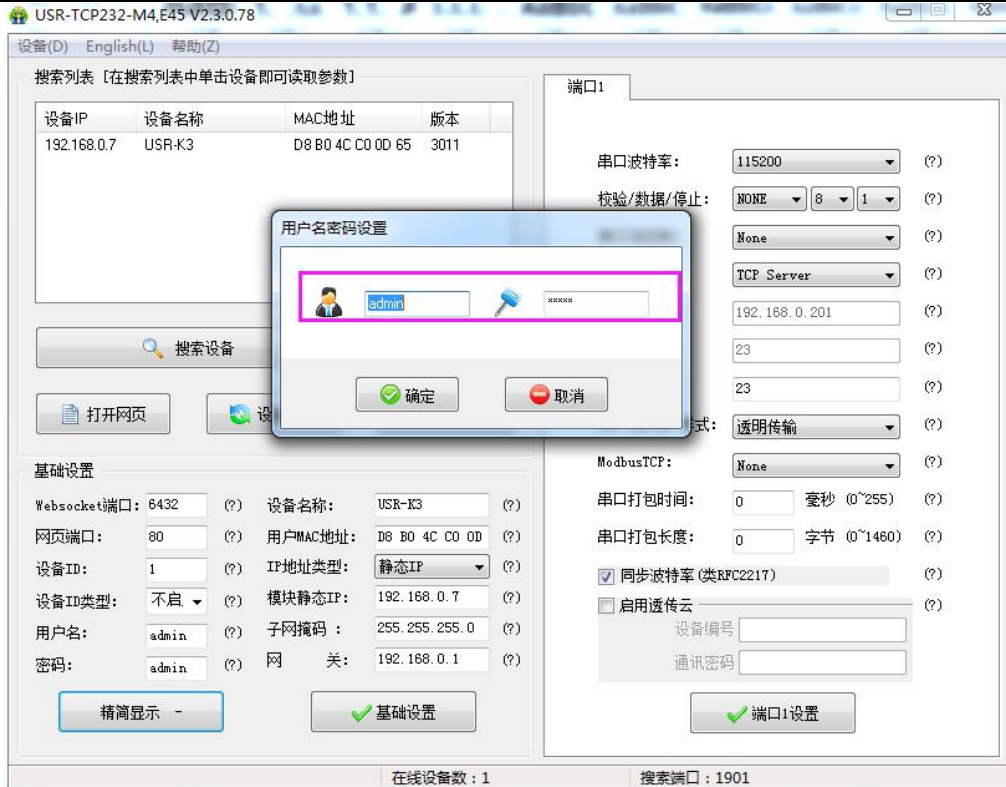 USR-TCP232-M4,E45 V2.3.0.78
设备(D) English(L) 帮助(Z)
搜索列表 [在搜索列表中单击设备即可读取参数]
设备IP 设备名称 MAC地址 版本
192.168.0.7 USR-K3 D8 B0 4C C0 0D 65 3011
搜索设备
打开网页
设
用户名密码设置
admin *****
确定 取消
基础设置
Websocket端口: 6432 (?) 设备名称: USR-K3 (?)
网页端口: 80 (?) 用户MAC地址: D8 B0 4C C0 0D (?)
设备ID: 1 (?) IP地址类型: 静态IP (?)
设备ID类型: 不启 (?) 模块静态IP: 192.168.0.7 (?)
用户名: admin (?) 子网掩码 : 255.255.255.0 (?)
密码: admin (?) 网 关: 192.168.0.1 (?)
精简显示 - 基础设置
端口1
串口波特率: 115200 (?)
校验/数据/停止: NONE 8 1 (?)
None (?)
TCP Server (?)
192.168.0.201 (?)
23 (?)
23 (?)
式: 透明传输 (?)
ModbusTCP: None (?)
串口打包时间: 0 毫秒 (0~255) (?)
串口打包长度: 0 字节 (0~1460) (?)
同步波特率(类RFC2217) (?)
启用透传云 (?)
设备编号
通讯密码
端口1设置
在线设备数：1 搜索端口：1901